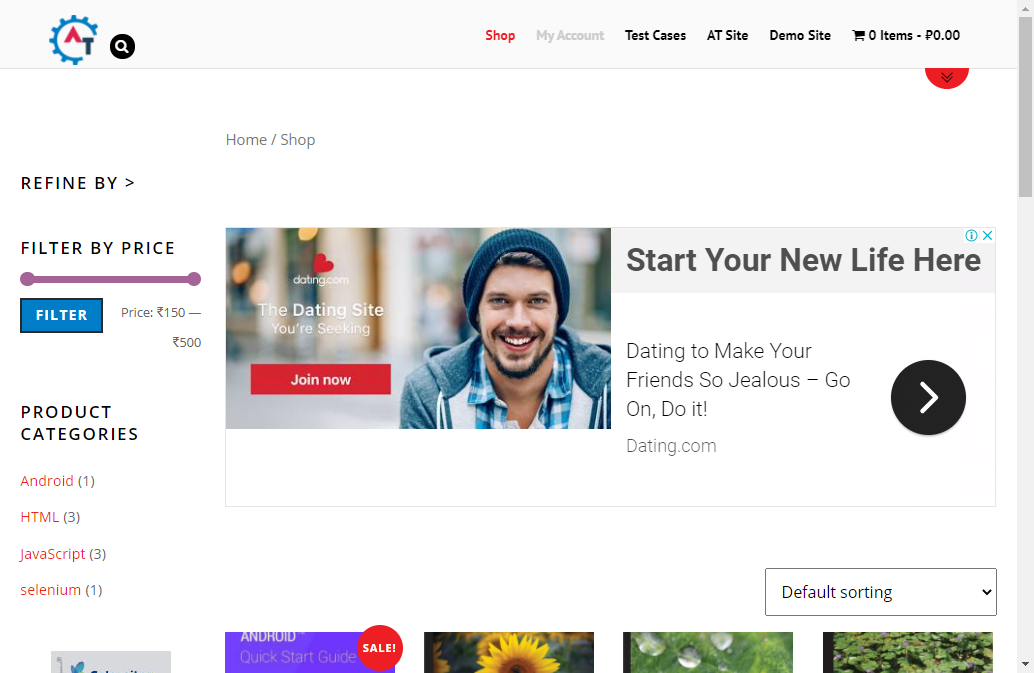 AT
Shop
My Account
Test Cases
AT Site
Demo Site
0 Items - ₽0.00
Home / Shop
REFINE BY >
FILTER BY PRICE
FILTER
Price: ₹150 —
₹500
PRODUCT
CATEGORIES
Android (1)
HTML (3)
JavaScript (3)
selenium (1)
dating.com
The Dating Site
You're Seeking
Join now
Start Your New Life Here
Dating to Make Your
Friends So Jealous – Go
On, Do it!
Dating.com
Default sorting
ANDROID
Quick Start Guide
SALE!